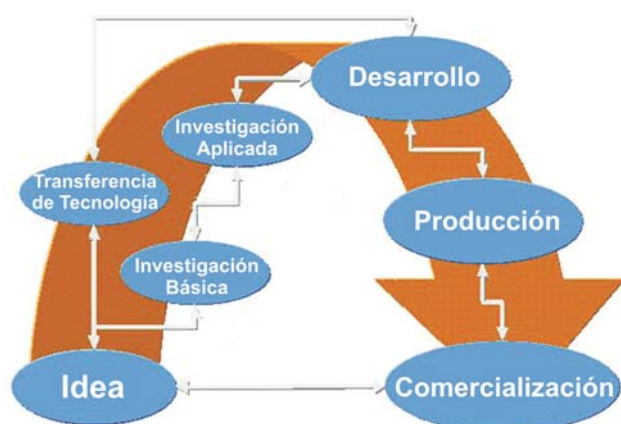 Desarrollo
Investigación
Aplicada
Transferencia
de Tecnología
Producción
Investigación
Básica
Idea
Comercialización